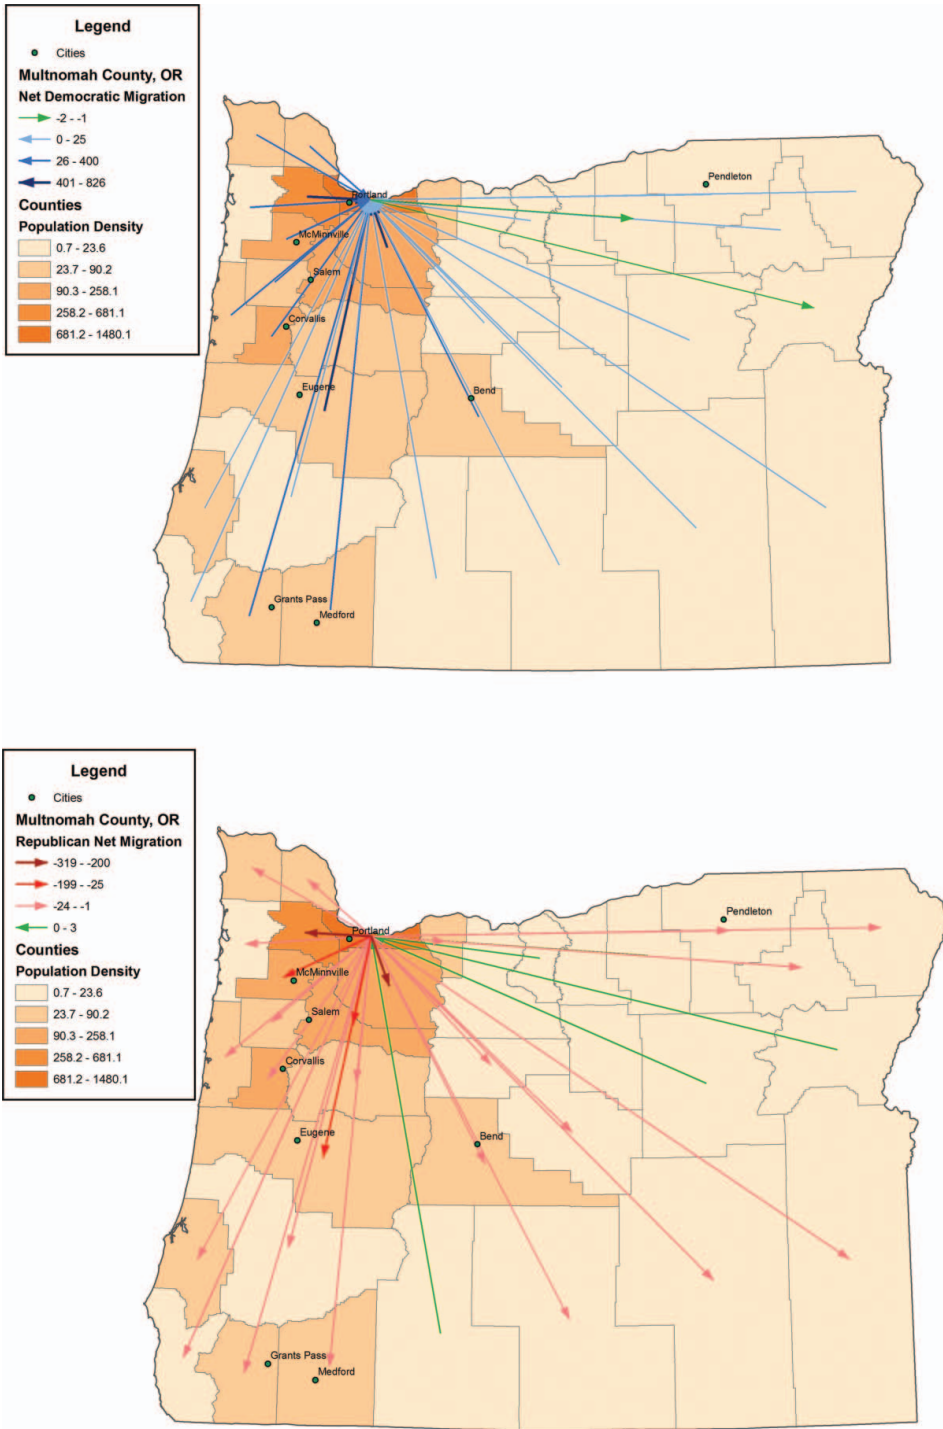 Legend
Cities
Multnomah County, OR
Net Democratic Migration
-2 - -1
0 - 25
26 - 400
401 - 826
Counties
Population Density
0.7 - 23.6
23.7 - 90.2
90.3 - 258.1
258.2 - 681.1
681.2 - 1480.1
Pendleton
Portland
McMinnville
Salem
Corvallis
Eugene
Bend
Grants Pass
Medford
Legend
Cities
Multnomah County, OR
Republican Net Migration
-319 - -200
-199 - -25
-24 - -1
0 - 3
Counties
Population Density
0.7 - 23.6
23.7 - 90.2
90.3 - 258.1
258.2 - 681.1
681.2 - 1480.1
Pendleton
Portland
McMinnville
Salem
Corvallis
Eugene
Bend
Grants Pass
Medford